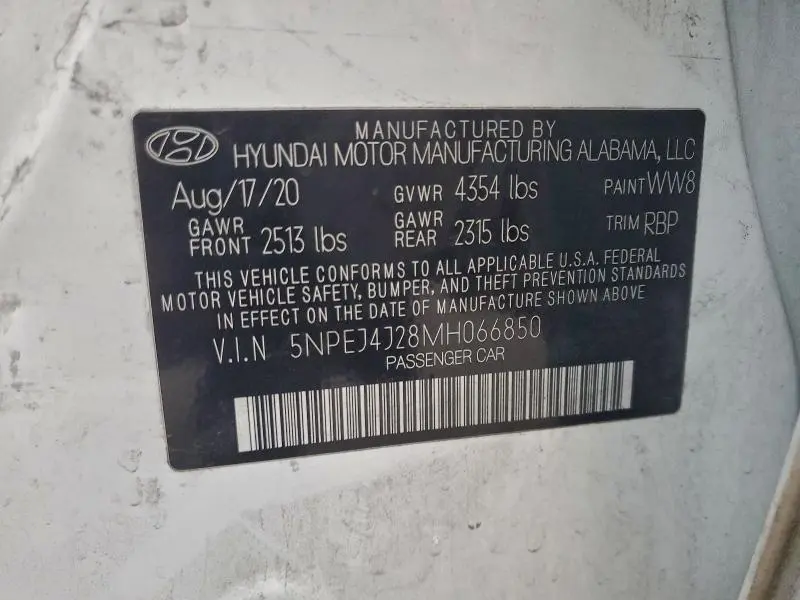 MANUFACTURED BY
HYUNDAI MOTOR MANUFACTURING ALABAMA, LLC
Aug/17/20 GVWR 4354 lbs PAINT WW8
GAWR FRONT 2513 lbs GAWR REAR 2315 lbs TRIM RBP
THIS VEHICLE CONFORMS TO ALL APPLICABLE U.S.A. FEDERAL
MOTOR VEHICLE SAFETY, BUMPER, AND THEFT PREVENTION STANDARDS
IN EFFECT ON THE DATE OF MANUFACTURE SHOWN ABOVE
V.I.N 5NPEJ4J28MH066850
PASSENGER CAR